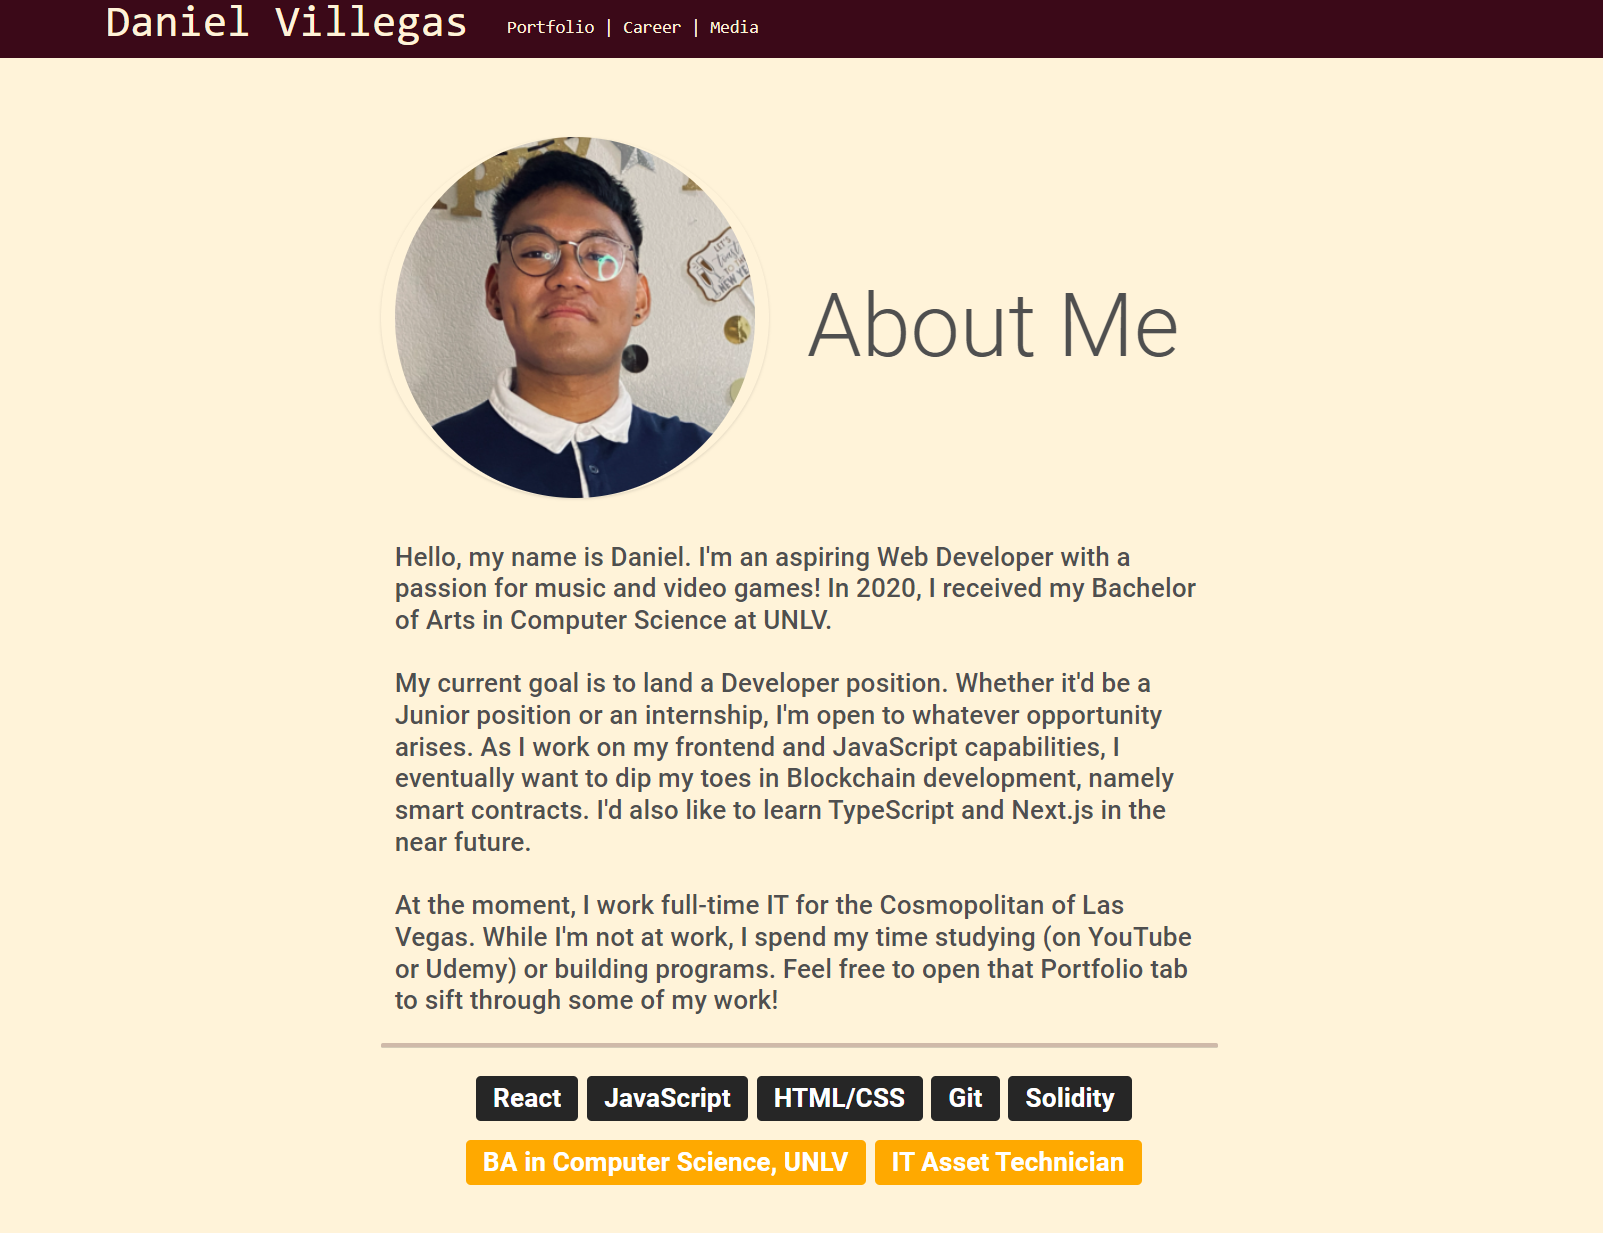 Daniel Villegas
Portfolio | Career | Media
LET'S
toast
TO THE
NEW YE
About Me
Hello, my name is Daniel. I'm an aspiring Web Developer with a
passion for music and video games! In 2020, I received my Bachelor
of Arts in Computer Science at UNLV.
My current goal is to land a Developer position. Whether it'd be a
Junior position or an internship, I'm open to whatever opportunity
arises. As I work on my frontend and JavaScript capabilities, I
eventually want to dip my toes in Blockchain development, namely
smart contracts. I'd also like to learn TypeScript and Next.js in the
near future.
At the moment, I work full-time IT for the Cosmopolitan of Las
Vegas. While I'm not at work, I spend my time studying (on YouTube
or Udemy) or building programs. Feel free to open that Portfolio tab
to sift through some of my work!
React JavaScript HTML/CSS Git Solidity
BA in Computer Science, UNLV IT Asset Technician